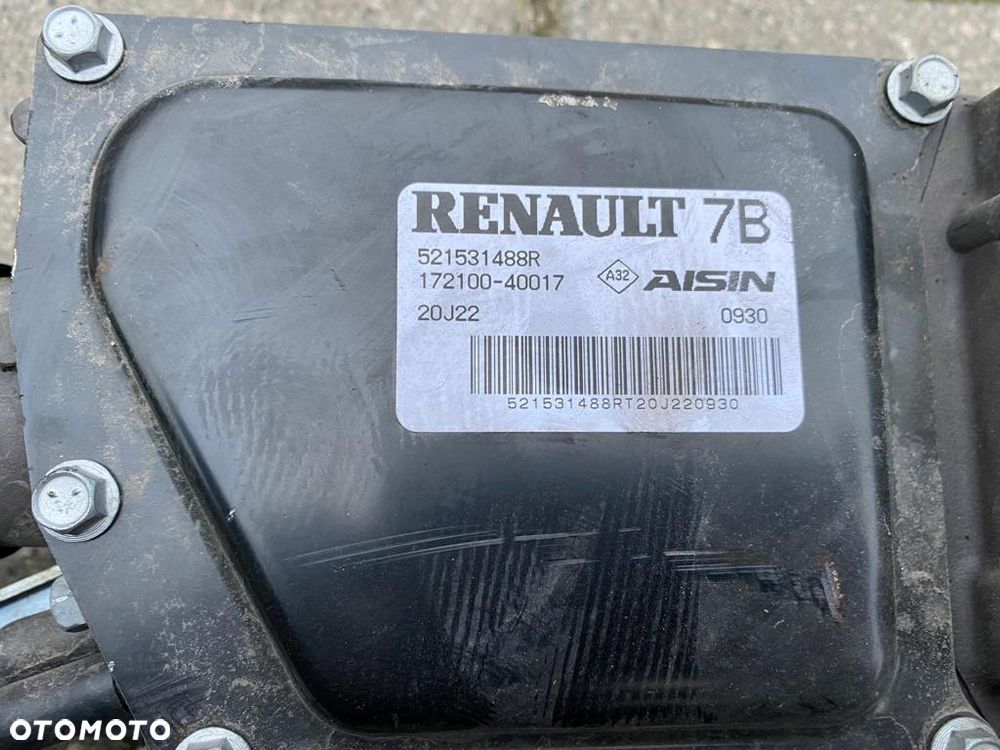 RENAULT 7B
521531488R
172100-40017 A32 AISIN
20J22 0930
521531488RT20J220930
OTOMOTO